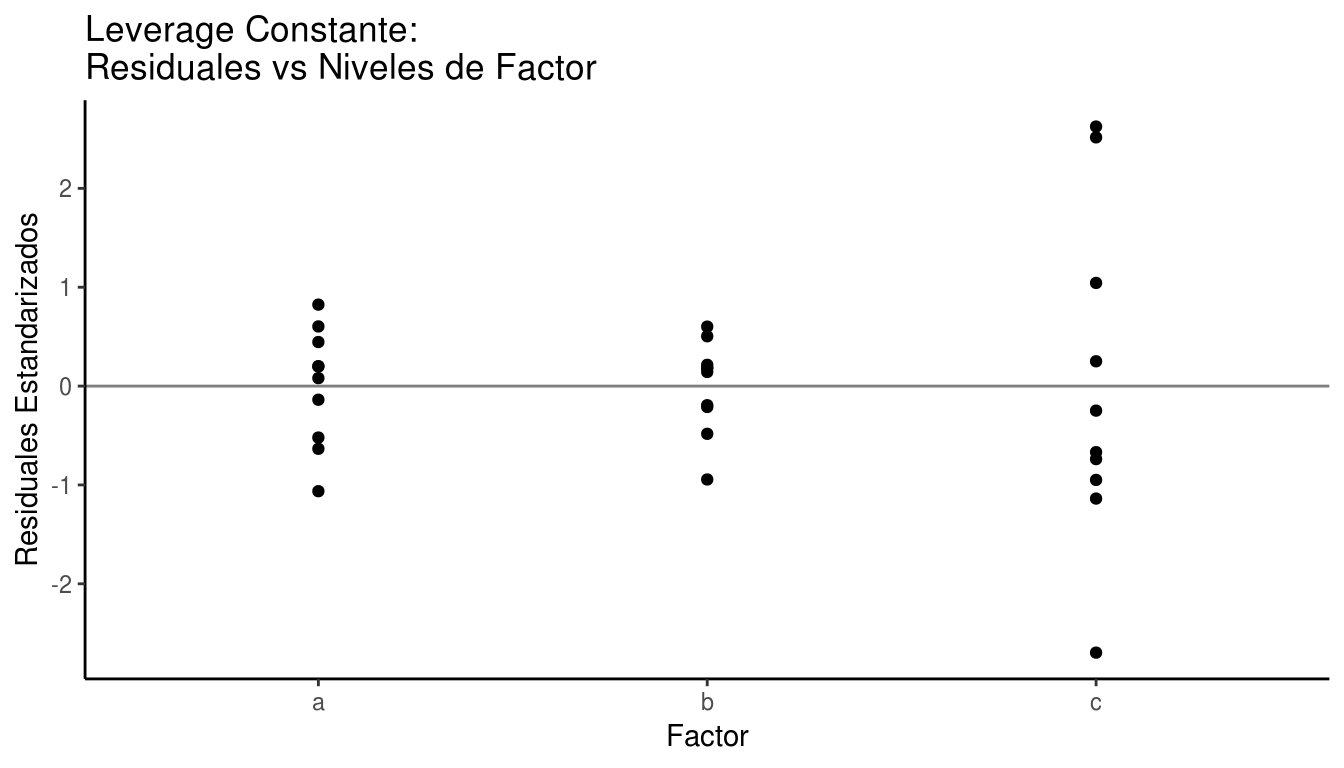 Leverage Constante:
Residuales vs Niveles de Factor
Residuales Estandarizados
2
1
0
-1
-2
a
b
c
Factor